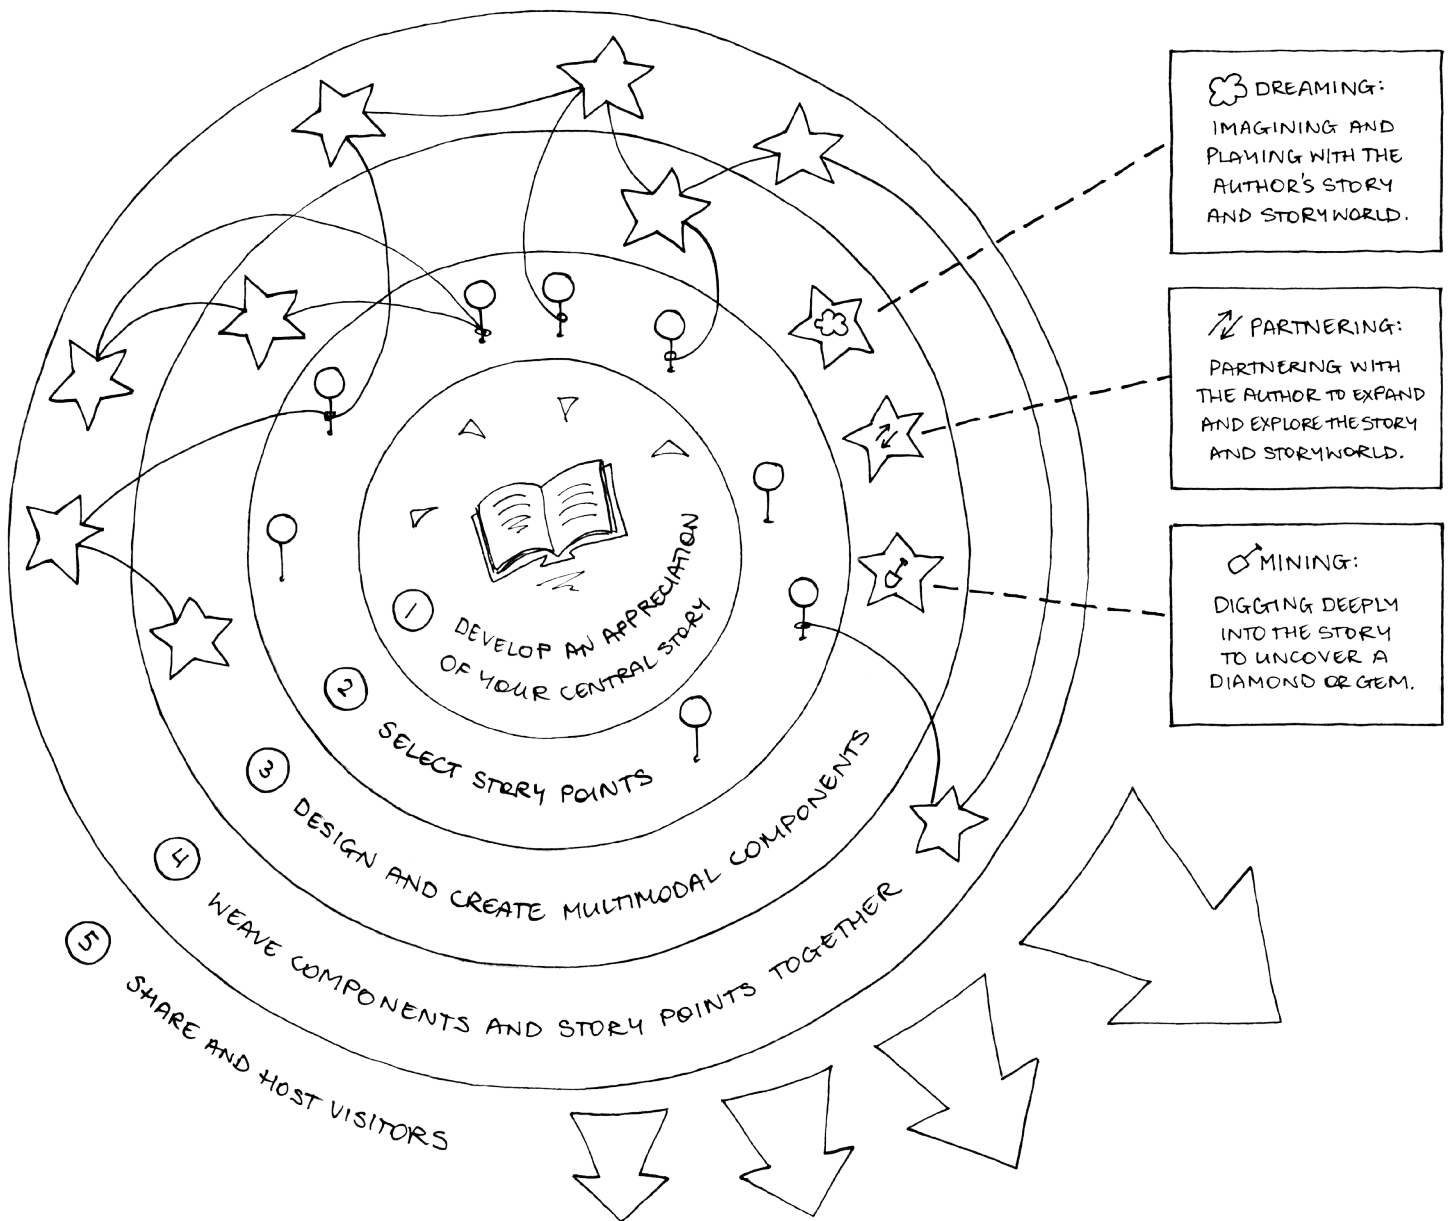 DREAMING:
IMAGINING AND
PLAYING WITH THE
AUTHOR'S STORY
AND STORYWORLD.
PARTNERING:
PARTNERING WITH
THE AUTHOR TO EXPAND
AND EXPLORE THE STORY
AND STORYWORLD.
MINING:
DIGGING DEEPLY
INTO THE STORY
TO UNCOVER A
DIAMOND OR GEM.
1 DEVELOP AN APPRECIATION
OF YOUR CENTRAL STORY
2 SELECT STORY POINTS
3 DESIGN AND CREATE MULTIMODAL COMPONENTS
4 WEAVE COMPONENTS AND STORY POINTS TOGETHER
5 SHARE AND HOST VISITORS